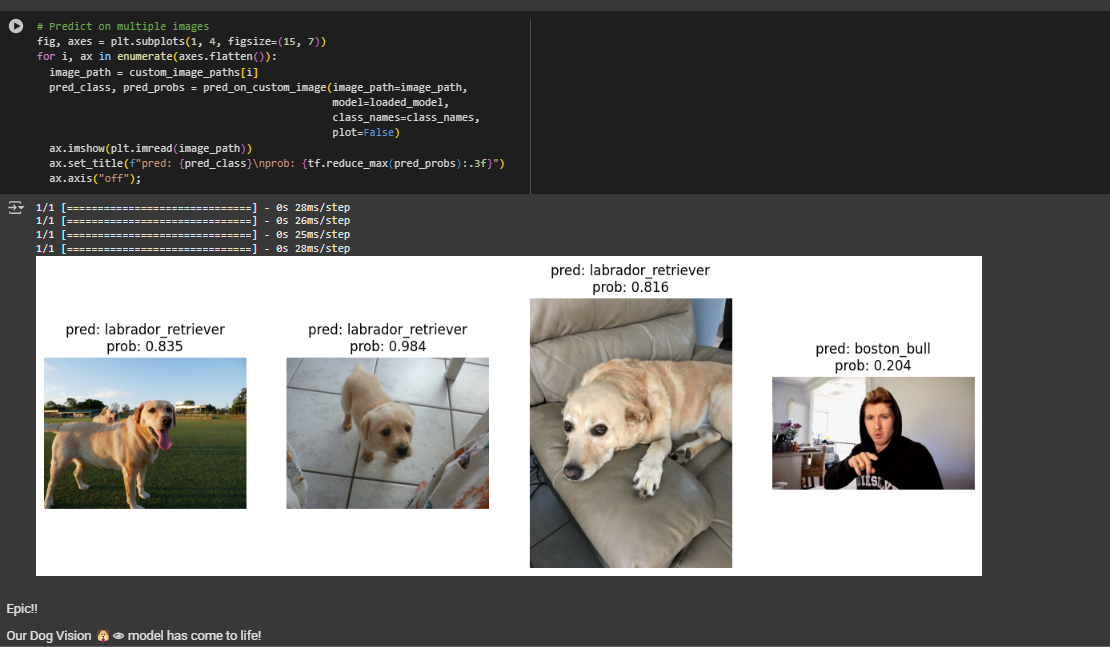 # Predict on multiple images
fig, axes = plt.subplots(1, 4, figsize=(15, 7))
for i, ax in enumerate(axes.flatten()):
  image_path = custom_image_paths[i]
  pred_class, pred_probs = pred_on_custom_image(image_path=image_path,
                                                model=loaded_model,
                                                class_names=class_names,
                                                plot=False)
  ax.imshow(plt.imread(image_path))
  ax.set_title(f"pred: {pred_class}\nprob: {tf.reduce_max(pred_probs):.3f}")
  ax.axis("off");
1/1 [==============================] - 0s 28ms/step
1/1 [==============================] - 0s 26ms/step
1/1 [==============================] - 0s 25ms/step
1/1 [==============================] - 0s 28ms/step
pred: labrador_retriever
prob: 0.835
pred: labrador_retriever
prob: 0.984
pred: labrador_retriever
prob: 0.816
pred: boston_bull
prob: 0.204
Epic!!
Our Dog Vision 🐶👁 model has come to life!